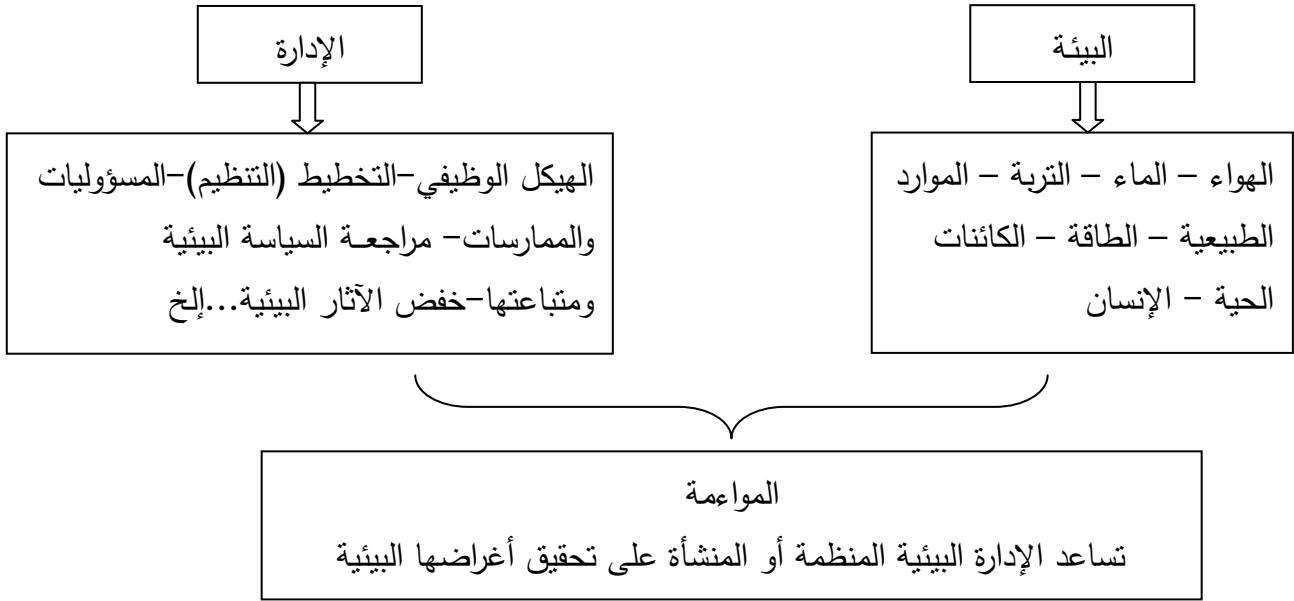 البيئة
الإدارة
الهواء – الماء – التربة – الموارد
الطبيعية – الطاقة – الكائنات
الحية – الإنسان
الهيكل الوظيفي-التخطيط (التنظيم)-المسؤوليات
والممارسات- مراجعة السياسة البيئية
ومتباعتها-خفض الآثار البيئية...إلخ
المواءمة
تساعد الإدارة البيئية المنظمة أو المنشأة على تحقيق أغراضها البيئية